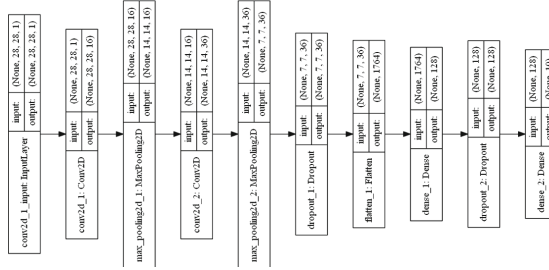 conv2d_1_input: InputLayer
input: (None, 28, 28, 1)
output: (None, 28, 28, 1)
conv2d_1: Conv2D
input: (None, 28, 28, 1)
output: (None, 28, 28, 16)
max_pooling2d_1: MaxPooling2D
input: (None, 28, 28, 16)
output: (None, 14, 14, 16)
conv2d_2: Conv2D
input: (None, 14, 14, 16)
output: (None, 14, 14, 36)
max_pooling2d_2: MaxPooling2D
input: (None, 14, 14, 36)
output: (None, 7, 7, 36)
dropout_1: Dropout
input: (None, 7, 7, 36)
output: (None, 7, 7, 36)
flatten_1: Flatten
input: (None, 7, 7, 36)
output: (None, 1764)
dense_1: Dense
input: (None, 1764)
output: (None, 128)
dropout_2: Dropout
input: (None, 128)
output: (None, 128)
dense_2: Dense
input: (None, 128)
output: (None,